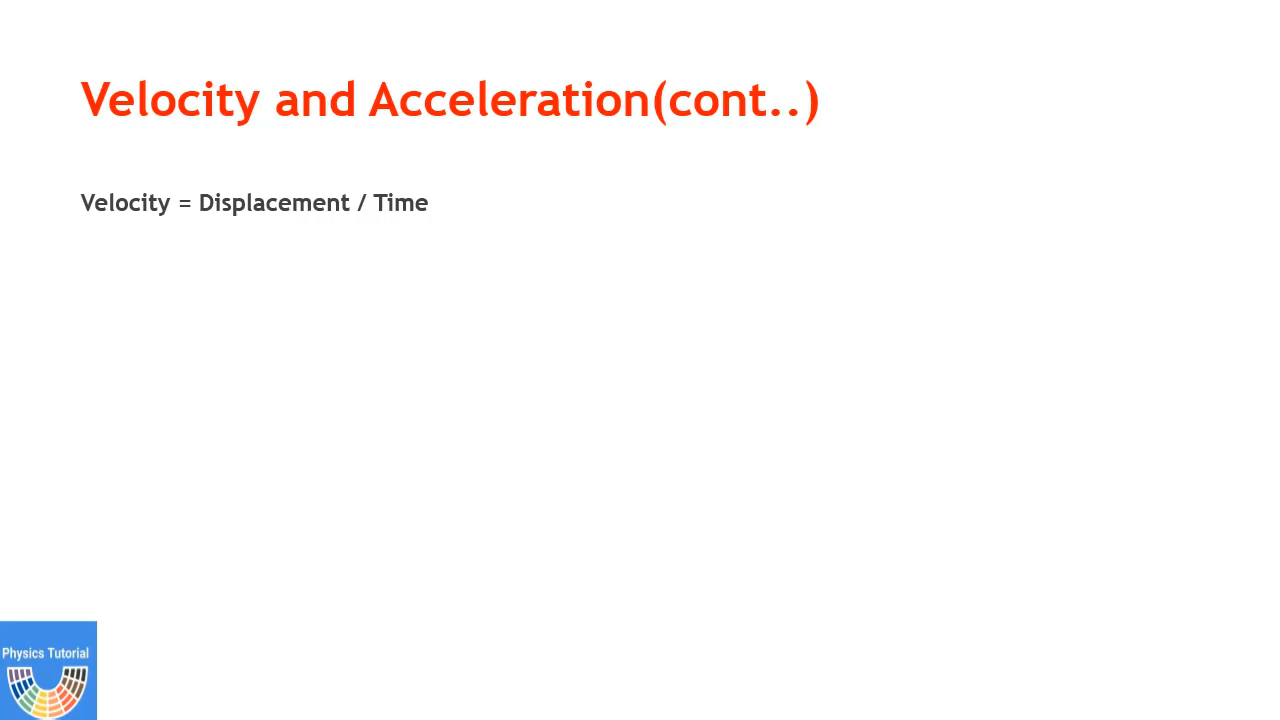 Velocity and Acceleration(cont..)
Velocity = Displacement / Time
Physics Tutorial